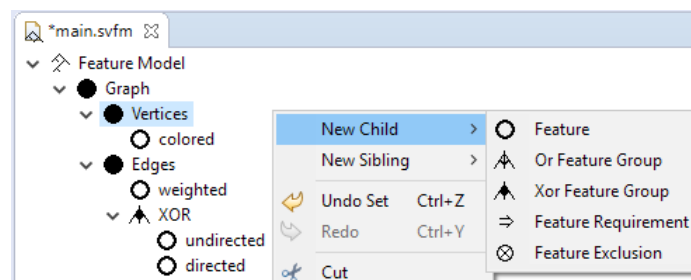 *main.svfm
Feature Model
Graph
Vertices
colored
Edges
weighted
XOR
undirected
directed
New Child
New Sibling
Undo Set Ctrl+Z
Redo Ctrl+Y
Cut
Feature
Or Feature Group
Xor Feature Group
Feature Requirement
Feature Exclusion